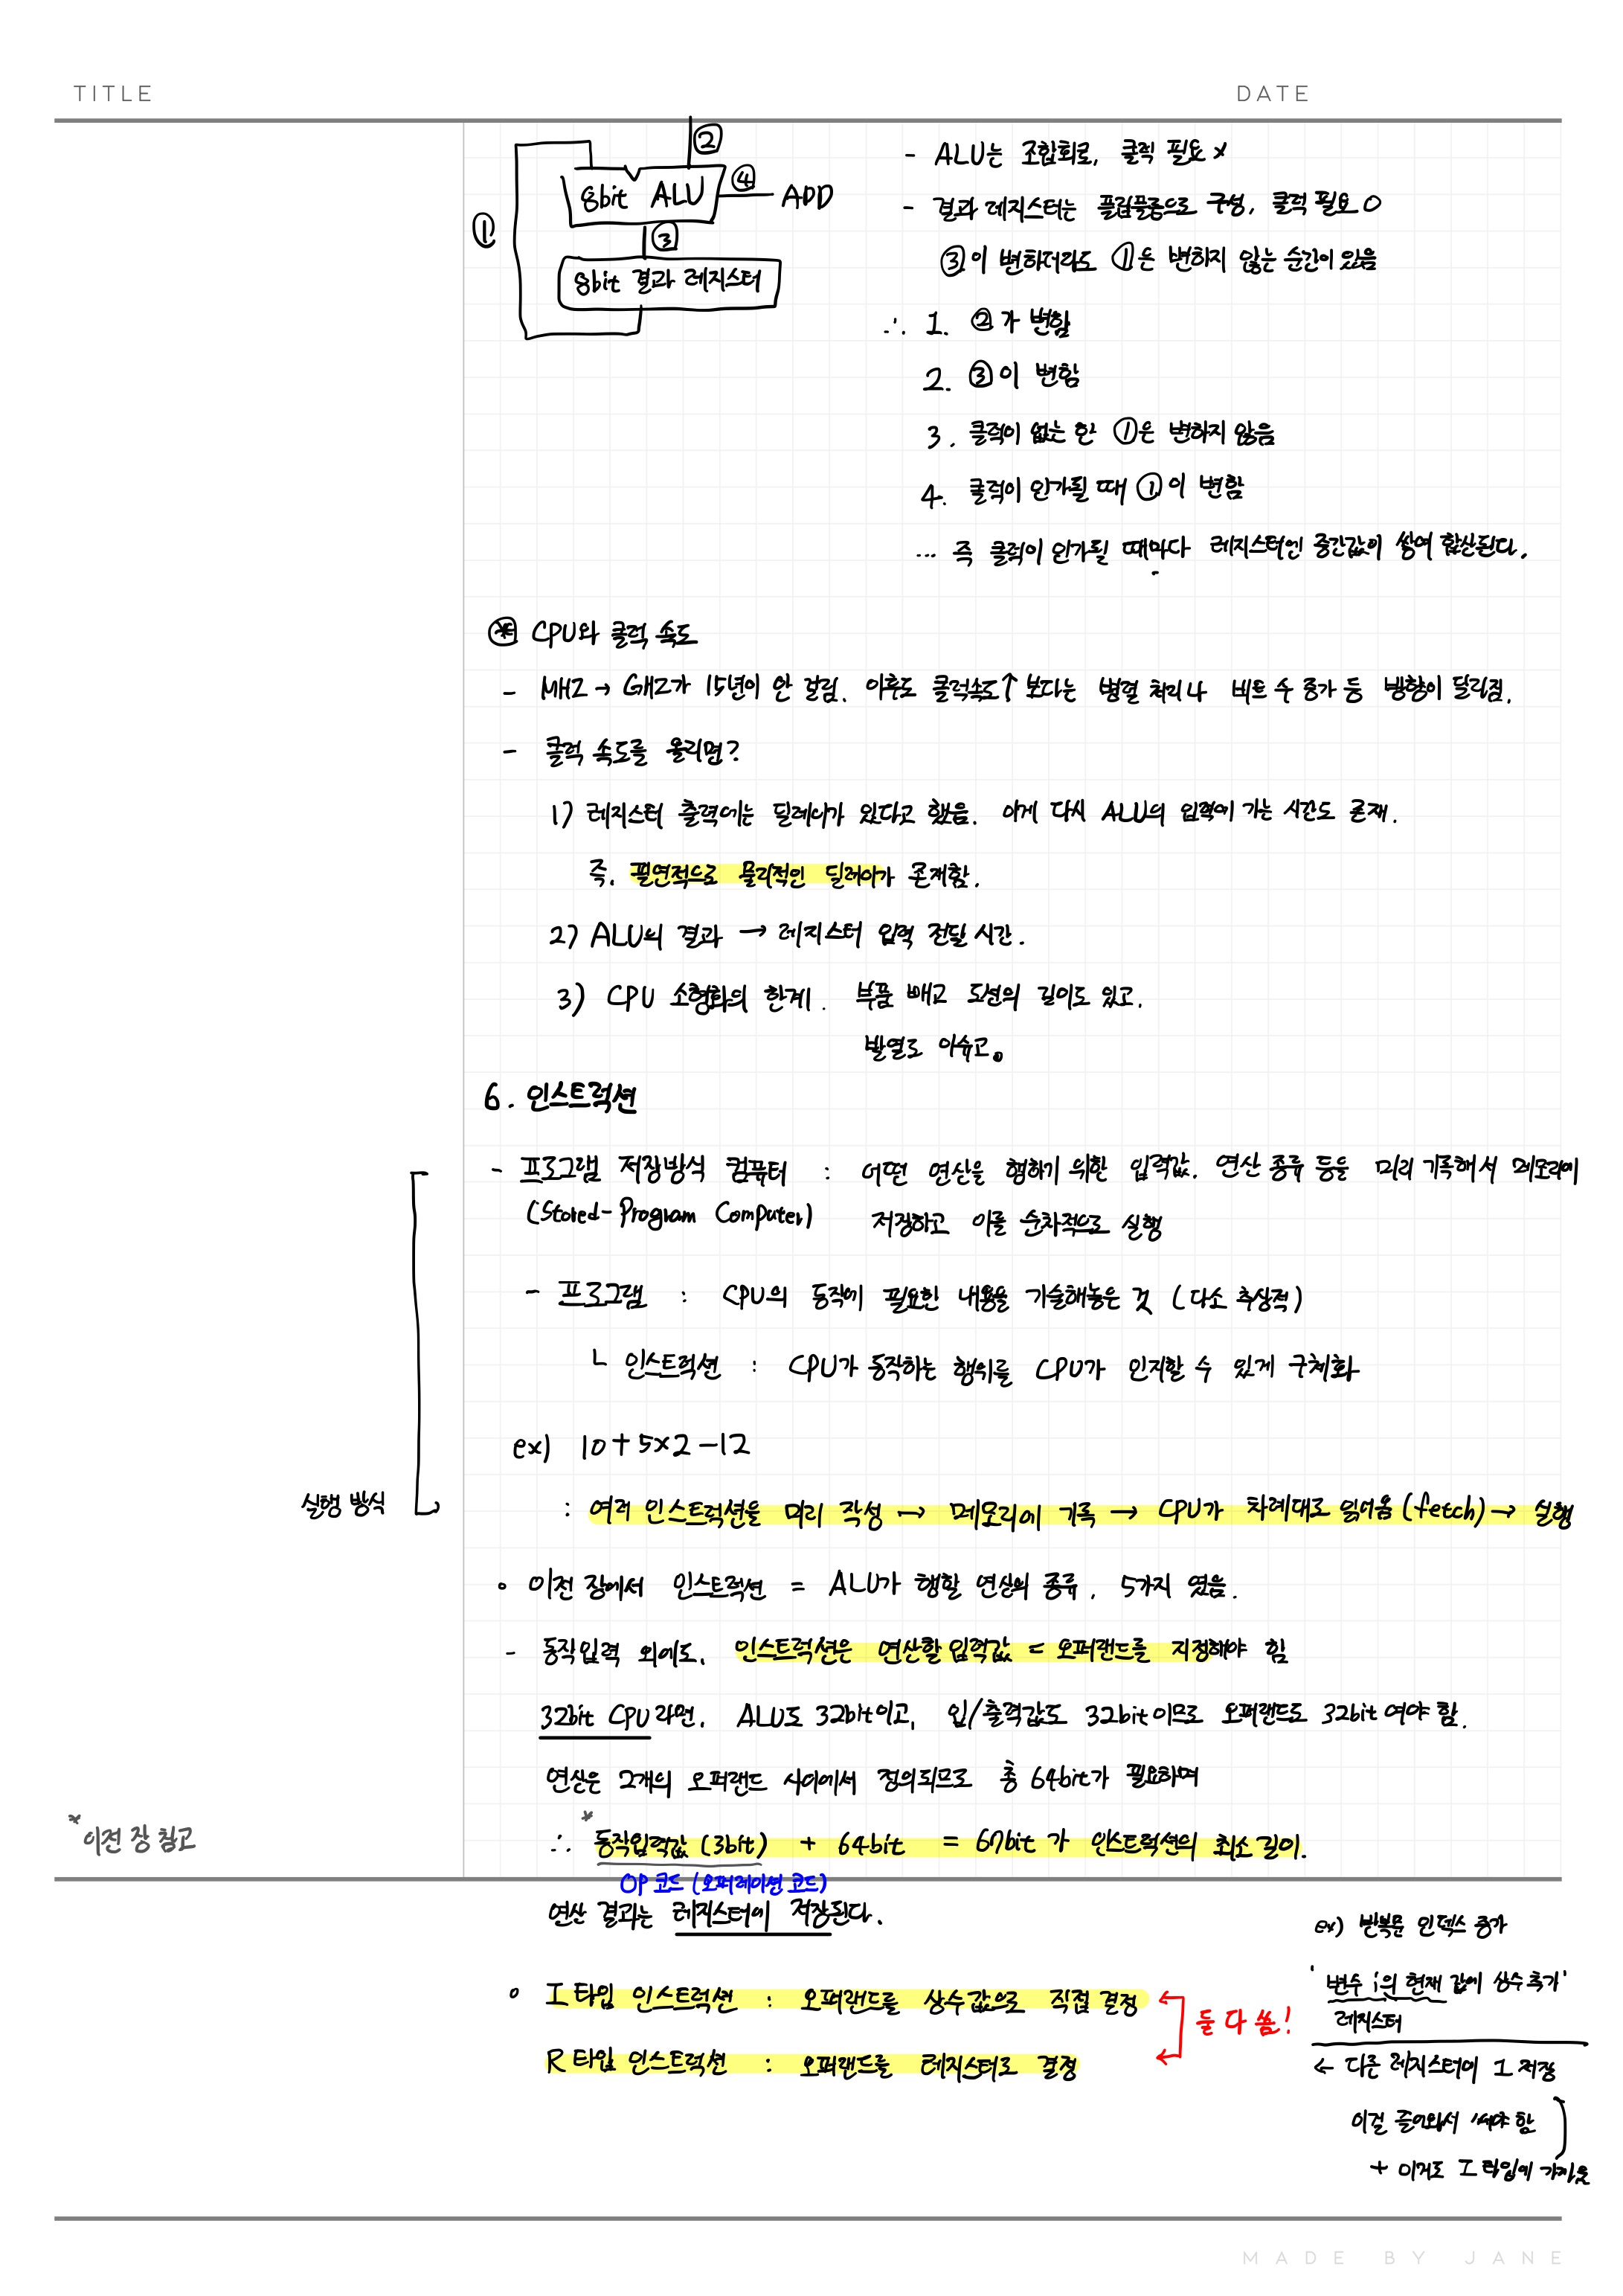 TITLE
DATE
②
8bit ALU ④ ADD
①
③
8bit 결과 레지스터
- ALU는 조합회로, 클럭 필요 x
- 결과 레지스터는 플립플롭으로 구성, 클럭 필요 O
③이 변하더라도 ①은 변하지 않는 순간이 있음
∴ 1. ②가 변함
2. ③이 변함
3. 클럭이 없는 한 ①은 변하지 않음
4. 클럭이 인가될 때 ①이 변함
... 즉 클럭이 인가될 때마다 레지스터엔 중간값이 쌓여 합산된다.
⊛ CPU와 클럭 속도
- MHZ → GHZ가 15년이 안 걸림. 이후도 클럭속도↑ 보다는 병렬 처리나 비트 수 증가 등 방향이 달라짐.
- 클럭 속도를 올리면?
1) 레지스터 출력에는 딜레이가 있다고 했음. 이게 다시 ALU의 입력에 가는 시간도 존재.
즉, 필연적으로 물리적인 딜레이가 존재함.
2) ALU의 결과 → 레지스터 입력 전달 시간.
3) CPU 소형화의 한계. 부품 빼고 도선의 길이도 있고.
발열도 이슈고.
6. 인스트럭션
- 프로그램 저장방식 컴퓨터 : 어떤 연산을 행하기 위한 입력값, 연산 종류 등을 미리 기록해서 메모리에
(Stored-Program Computer) 저장하고 이를 순차적으로 실행
- 프로그램 : CPU의 동작에 필요한 내용을 기술해놓은 것 (다소 추상적)
└ 인스트럭션 : CPU가 동작하는 행위를 CPU가 인지할 수 있게 구체화
ex) 10+5×2-12
실행 방식
: 여러 인스트럭션을 미리 작성 → 메모리에 기록 → CPU가 차례대로 읽어옴(fetch) → 실행
∘ 이전 장에서 인스트럭션 = ALU가 행할 연산의 종류, 5가지 였음.
- 동작입력 외에도, 인스트럭션은 연산할 입력값 = 오퍼랜드를 지정해야 함
32bit CPU라면, ALU도 32bit이고, 입/출력값도 32bit이므로 오퍼랜드도 32bit여야 함.
연산은 2개의 오퍼랜드 사이에서 정의되므로 총 64bit가 필요하며
*이전 장 참고
∴ *동작입력값 (3bit) + 64bit = 67bit가 인스트럭션의 최소 길이.
OP 코드 (오퍼레이션 코드)
연산 결과는 레지스터에 저장된다.
∘ I 타입 인스트럭션 : 오퍼랜드를 상수값으로 직접 결정
R 타입 인스트럭션 : 오퍼랜드를 레지스터로 결정
둘 다 씀!
ex) 반복문 인덱스 증가
'변수 i의 현재 값에 상수 추가'
레지스터
← 다른 레지스터에 1 저장
이걸 끌어와서 써야 함
+ 이거도 I 타입에 가까움
MADE BY JANE